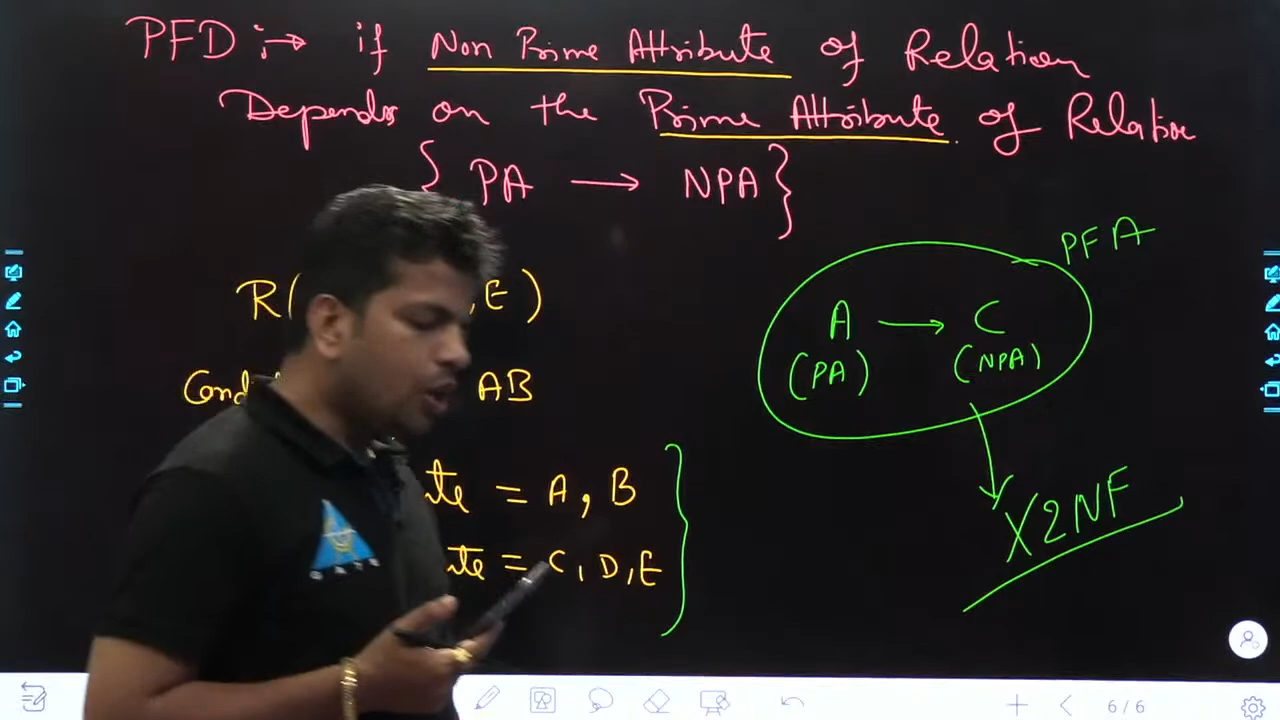 PFD :→ if Non Prime Attribute of Relation
Depends on the Prime Attribute of Relation
{ PA → NPA }
PFA
R( ,E )
A → C
(PA) (NPA)
AB
te = A, B
te = C, D, E
X2NF
GATE
6/6